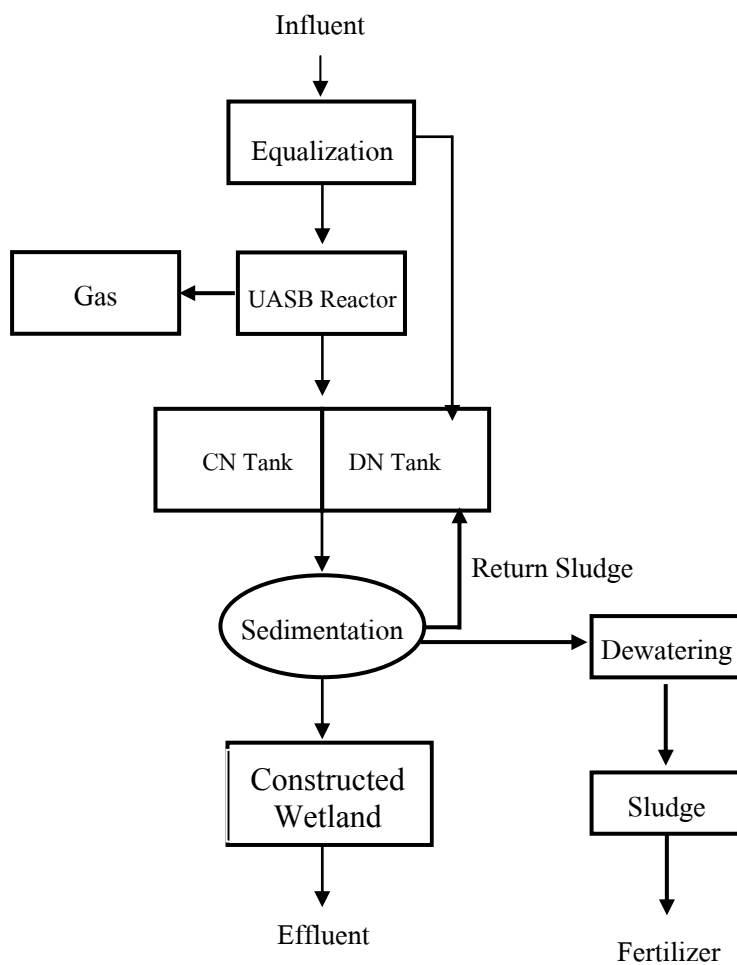 Influent
Equalization
Gas
UASB Reactor
CN Tank
DN Tank
Return Sludge
Sedimentation
Dewatering
Constructed
Wetland
Sludge
Effluent
Fertilizer